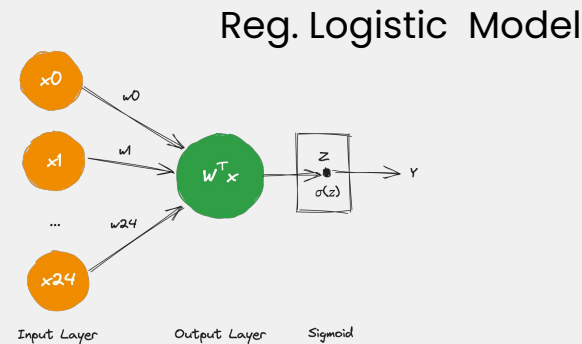 Reg. Logistic Model
x0
w0
x1
w1
Wᵀx
Z
σ(z)
Y
...
w24
x24
Input Layer
Output Layer
Sigmoid